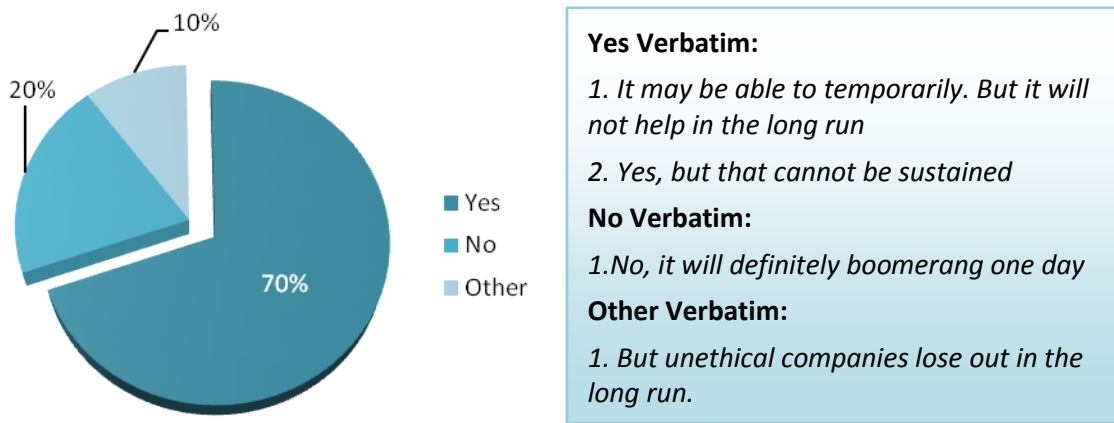 10%
20%
70%
Yes
No
Other
Yes Verbatim:
1. It may be able to temporarily. But it will
not help in the long run
2. Yes, but that cannot be sustained
No Verbatim:
1.No, it will definitely boomerang one day
Other Verbatim:
1. But unethical companies lose out in the
long run.